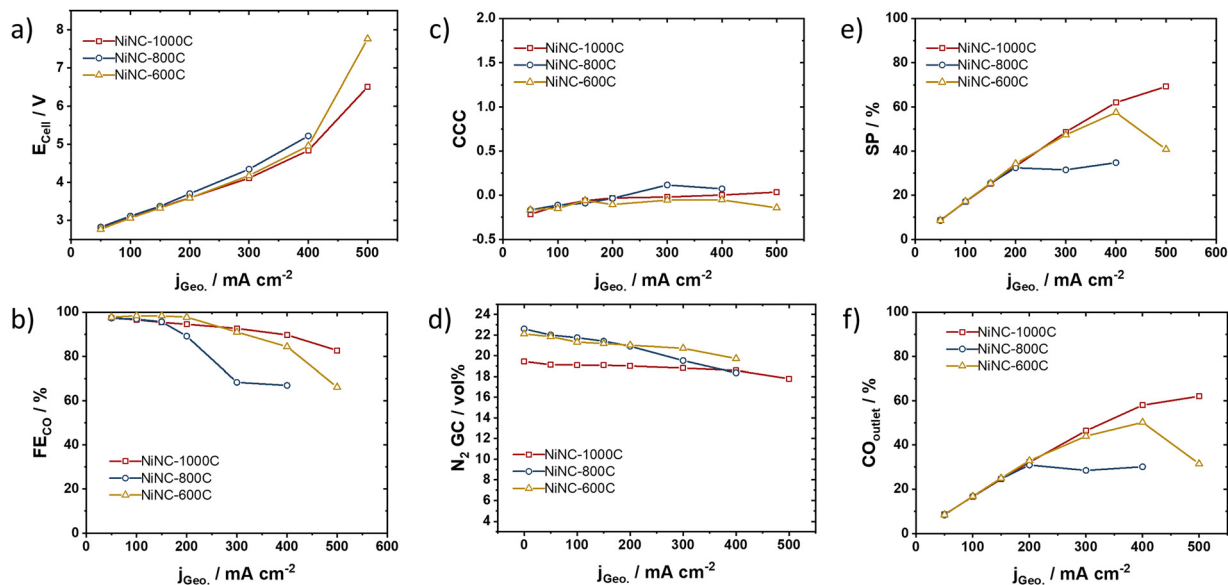 a)
8
7
6
5
4
3
E_Cell / V
NiNC-1000C
NiNC-800C
NiNC-600C
0 100 200 300 400 500
j_Geo. / mA cm⁻²
c)
2.0
1.5
1.0
0.5
0.0
-0.5
CCC
NiNC-1000C
NiNC-800C
NiNC-600C
0 100 200 300 400 500
j_Geo. / mA cm⁻²
e)
100
80
60
40
20
0
SP / %
NiNC-1000C
NiNC-800C
NiNC-600C
0 100 200 300 400 500 600
j_Geo. / mA cm⁻²
b)
100
80
60
40
20
0
FE_CO / %
NiNC-1000C
NiNC-800C
NiNC-600C
0 100 200 300 400 500 600
j_Geo. / mA cm⁻²
d)
24
22
20
18
16
14
12
10
8
6
4
N₂ GC / vol%
NiNC-1000C
NiNC-800C
NiNC-600C
0 100 200 300 400 500
j_Geo. / mA cm⁻²
f)
100
80
60
40
20
0
CO_outlet / %
NiNC-1000C
NiNC-800C
NiNC-600C
0 100 200 300 400 500 600
j_Geo. / mA cm⁻²